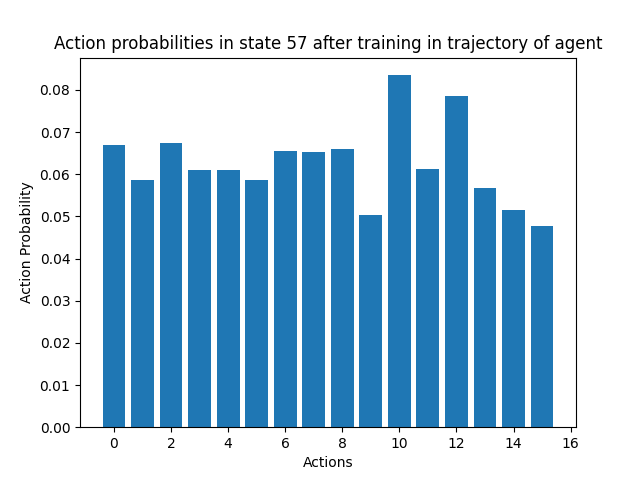 Action probabilities in state 57 after training in trajectory of agent
0.08
0.07
0.06
0.05
0.04
0.03
0.02
0.01
0.00
Action Probability
0 2 4 6 8 10 12 14 16
Actions